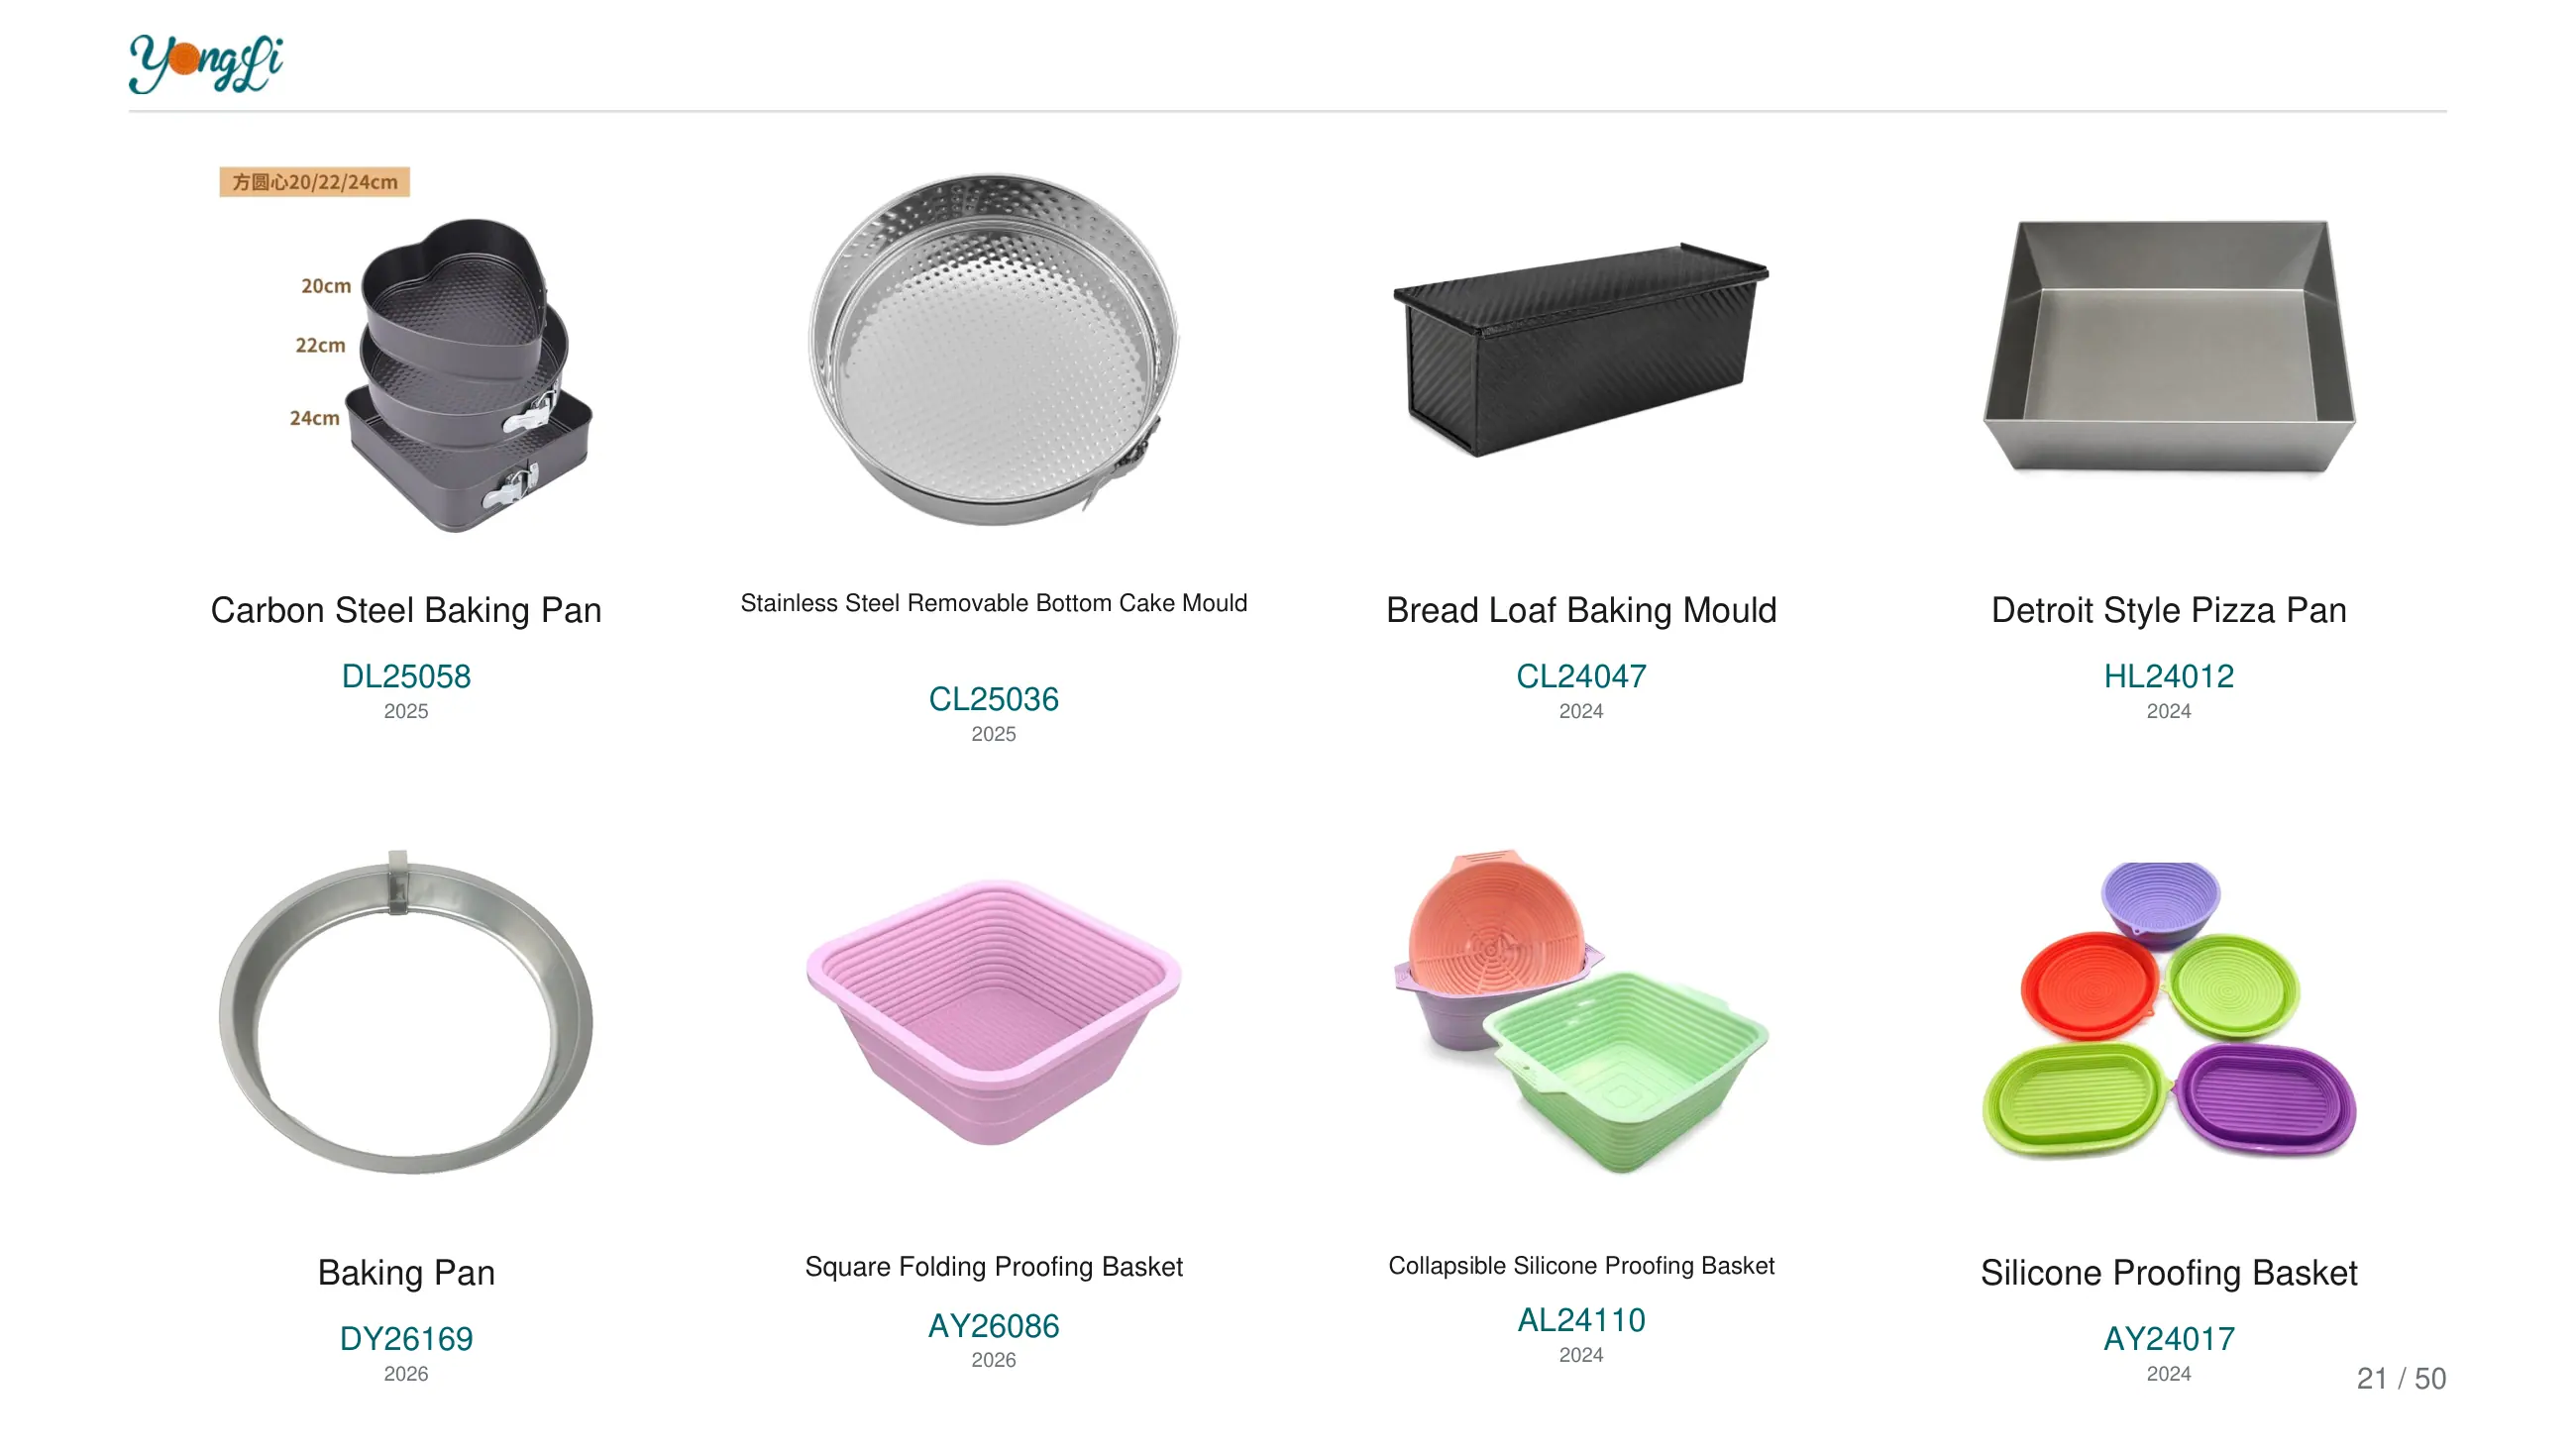 YongLi
方圆心20/22/24cm
20cm
22cm
24cm
Carbon Steel Baking Pan
DL25058
2025
Stainless Steel Removable Bottom Cake Mould
CL25036
2025
Bread Loaf Baking Mould
CL24047
2024
Detroit Style Pizza Pan
HL24012
2024
Baking Pan
DY26169
2026
Square Folding Proofing Basket
AY26086
2026
Collapsible Silicone Proofing Basket
AL24110
2024
Silicone Proofing Basket
AY24017
2024
21 / 50